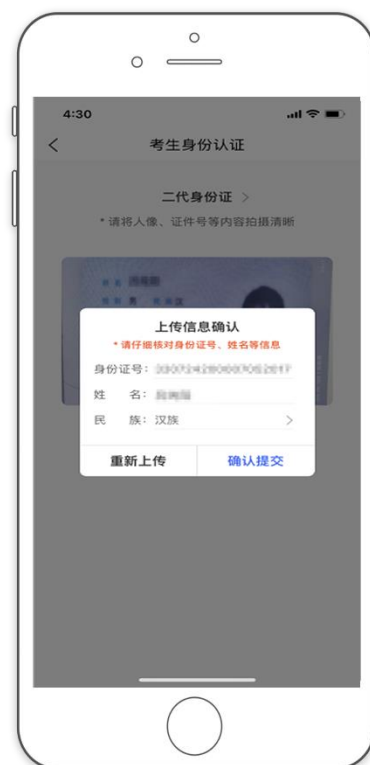 4:30
考生身份认证
二代身份证 >
*请将人像、证件号等内容拍摄清晰
男 汉
上传信息确认
*请仔细核对身份证号、姓名等信息
身份证号:
姓 名:
民 族: 汉族 >
重新上传 确认提交